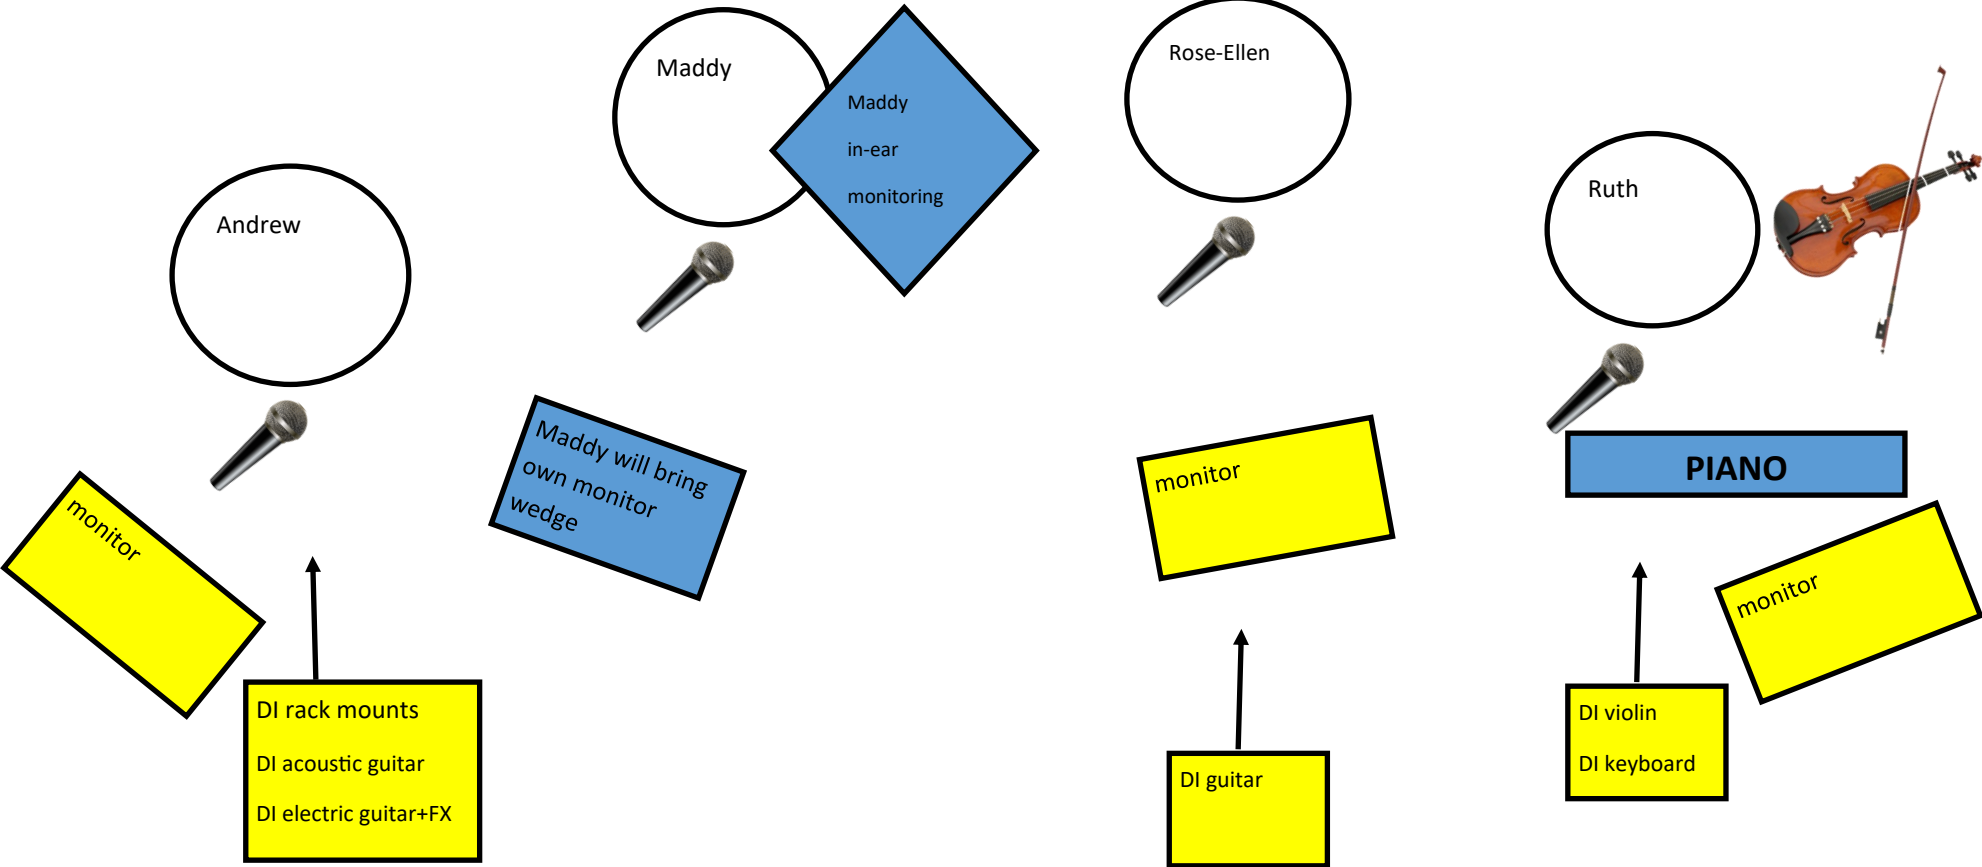 Maddy
Maddy
in-ear
monitoring
Rose-Ellen
Ruth
Andrew
monitor
Maddy will bring
own monitor
wedge
monitor
PIANO
monitor
DI rack mounts
DI acoustic guitar
DI electric guitar+FX
DI guitar
DI violin
DI keyboard